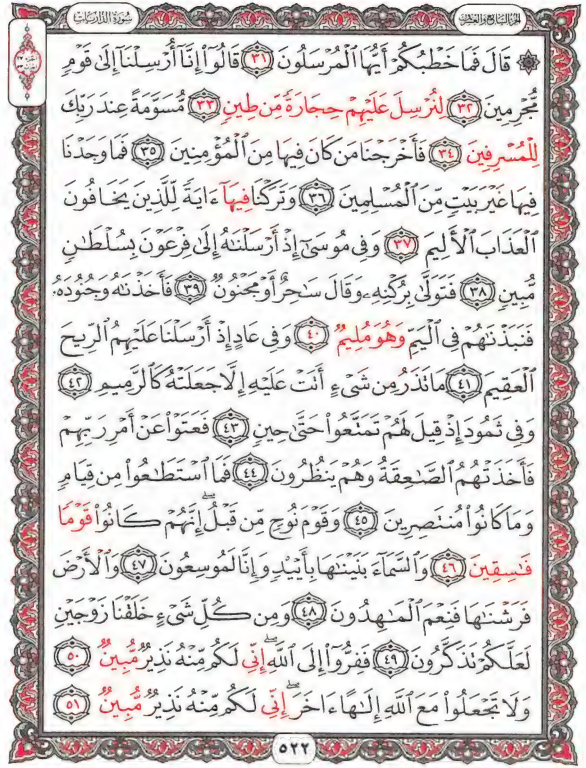 سُورَةُ الذَّارِيَات
الجزء السابع والعشرون
۞ قَالَ فَمَا خَطْبُكُمْ أَيُّهَا ٱلْمُرْسَلُونَ ٣١ قَالُوٓا۟ إِنَّآ أُرْسِلْنَآ إِلَىٰ قَوْمٍ
مُّجْرِمِينَ ٣٢ لِنُرْسِلَ عَلَيْهِمْ حِجَارَةً مِّن طِينٍ ٣٣ مُّسَوَّمَةً عِندَ رَبِّكَ
لِلْمُسْرِفِينَ ٣٤ فَأَخْرَجْنَا مَن كَانَ فِيهَا مِنَ ٱلْمُؤْمِنِينَ ٣٥ فَمَا وَجَدْنَا
فِيهَا غَيْرَ بَيْتٍ مِّنَ ٱلْمُسْلِمِينَ ٣٦ وَتَرَكْنَا فِيهَآ ءَايَةً لِّلَّذِينَ يَخَافُونَ
ٱلْعَذَابَ ٱلْأَلِيمَ ٣٧ وَفِى مُوسَىٰٓ إِذْ أَرْسَلْنَٰهُ إِلَىٰ فِرْعَوْنَ بِسُلْطَٰنٍ
مُّبِينٍ ٣٨ فَتَوَلَّىٰ بِرُكْنِهِۦ وَقَالَ سَٰحِرٌ أَوْ مَجْنُونٌ ٣٩ فَأَخَذْنَٰهُ وَجُنُودَهُۥ
فَنَبَذْنَٰهُمْ فِى ٱلْيَمِّ وَهُوَ مُلِيمٌ ٤٠ وَفِى عَادٍ إِذْ أَرْسَلْنَا عَلَيْهِمُ ٱلرِّيحَ
ٱلْعَقِيمَ ٤١ مَا تَذَرُ مِن شَىْءٍ أَتَتْ عَلَيْهِ إِلَّا جَعَلَتْهُ كَٱلرَّمِيمِ ٤٢
وَفِى ثَمُودَ إِذْ قِيلَ لَهُمْ تَمَتَّعُوا۟ حَتَّىٰ حِينٍ ٤٣ فَعَتَوْا۟ عَنْ أَمْرِ رَبِّهِمْ
فَأَخَذَتْهُمُ ٱلصَّٰعِقَةُ وَهُمْ يَنظُرُونَ ٤٤ فَمَا ٱسْتَطَٰعُوا۟ مِن قِيَامٍ
وَمَا كَانُوا۟ مُنتَصِرِينَ ٤٥ وَقَوْمَ نُوحٍ مِّن قَبْلُ ۖ إِنَّهُمْ كَانُوا۟ قَوْمًا
فَٰسِقِينَ ٤٦ وَٱلسَّمَآءَ بَنَيْنَٰهَا بِأَيْيدٍ وَإِنَّا لَمُوسِعُونَ ٤٧ وَٱلْأَرْضَ
فَرَشْنَٰهَا فَنِعْمَ ٱلْمَٰهِدُونَ ٤٨ وَمِن كُلِّ شَىْءٍ خَلَقْنَا زَوْجَيْنِ
لَعَلَّكُمْ تَذَكَّرُونَ ٤٩ فَفِرُّوٓا۟ إِلَى ٱللَّهِ ۖ إِنِّى لَكُم مِّنْهُ نَذِيرٌ مُّبِينٌ ٥٠
وَلَا تَجْعَلُوا۟ مَعَ ٱللَّهِ إِلَٰهًا ءَاخَرَ ۖ إِنِّى لَكُم مِّنْهُ نَذِيرٌ مُّبِينٌ ٥١
٥٢٢